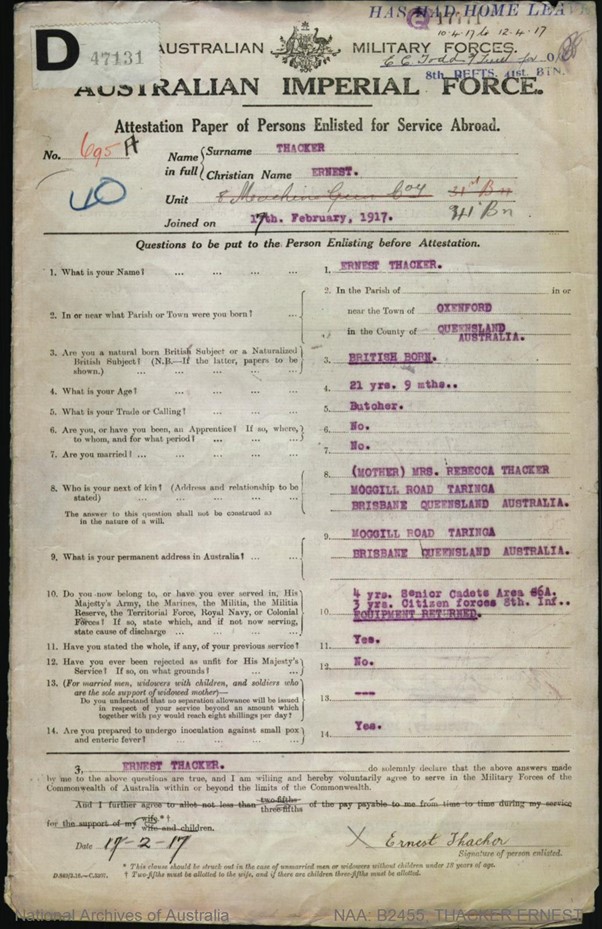 HAS HAD HOME LEAVE
10.4.17 to 12.4.17
D 47131
AUSTRALIAN MILITARY FORCES.
8th REFTS. 41st. BTN.
AUSTRALIAN IMPERIAL FORCE.
Attestation Paper of Persons Enlisted for Service Abroad.
No. 695 A
Name in full { Surname THACKER
Christian Name ERNEST.
40
Unit 8 Machine Gun Coy 31st Bn
41 Bn
Joined on 17th. February, 1917.
Questions to be put to the Person Enlisting before Attestation.
1. What is your Name? ... ... ... ... 1. ERNEST THACKER.
2. In or near what Parish or Town were you born? ... 2. In the Parish of in or
near the Town of OXENFORD
in the County of QUEENSLAND
AUSTRALIA.
3. Are you a natural born British Subject or a Naturalized
British Subject? (N.B.—If the latter, papers to be
shown.) ... ... ... ... 3. BRITISH BORN.
4. What is your Age? ... ... ... ... 4. 21 yrs. 9 mths..
5. What is your Trade or Calling? ... ... ... 5. Butcher.
6. Are you, or have you been, an Apprentice? If so, where,
to whom, and for what period? ... ... ... 6. No.
7. Are you married? ... ... ... ... 7. No.
8. Who is your next of kin? (Address and relationship to be
stated) ... ... ... ...
The answer to this question shall not be construed as
in the nature of a will.
8. (MOTHER) MRS. REBECCA THACKER
MOGGILL ROAD TARINGA
BRISBANE QUEENSLAND AUSTRALIA.
9. What is your permanent address in Australia? ... ... 9. MOGGILL ROAD TARINGA
BRISBANE QUEENSLAND AUSTRALIA.
10. Do you now belong to, or have you ever served in, His
Majesty's Army, the Marines, the Militia, the Militia
Reserve, the Territorial Force, Royal Navy, or Colonial
Forces? If so, state which, and if not now serving,
state cause of discharge ... ... ...
10. 4 yrs. Senior Cadets Area 6A.
3 yrs. Citizen forces 8th. Inf..
EQUIPMENT RETURNED.
11. Have you stated the whole, if any, of your previous service? 11. Yes.
12. Have you ever been rejected as unfit for His Majesty's
Service? If so, on what grounds? ... ... 12. No.
13. (For married men, widowers with children, and soldiers who
are the sole support of widowed mother)—
Do you understand that no separation allowance will be issued
in respect of your service beyond an amount which
together with pay would reach eight shillings per day?
13. ---
14. Are you prepared to undergo inoculation against small pox
and enteric fever? ... ... ... ... 14. Yes.
I, ERNEST THACKER. do solemnly declare that the above answers made
by me to the above questions are true, and I am willing and hereby voluntarily agree to serve in the Military Forces of the
Commonwealth of Australia within or beyond the limits of the Commonwealth.
And I further agree to allot not less than two-fifths three-fifths of the pay payable to me from time to time during my service
for the support of my wife.*†
wife and children.
Date 17-2-17
X Ernest Thacker
Signature of person enlisted.
* This clause should be struck out in the case of unmarried men or widowers without children under 18 years of age.
† Two-fifths must be allotted to the wife, and if there are children three-fifths must be allotted.
National Archives of Australia NAA: B2455, THACKER ERNEST